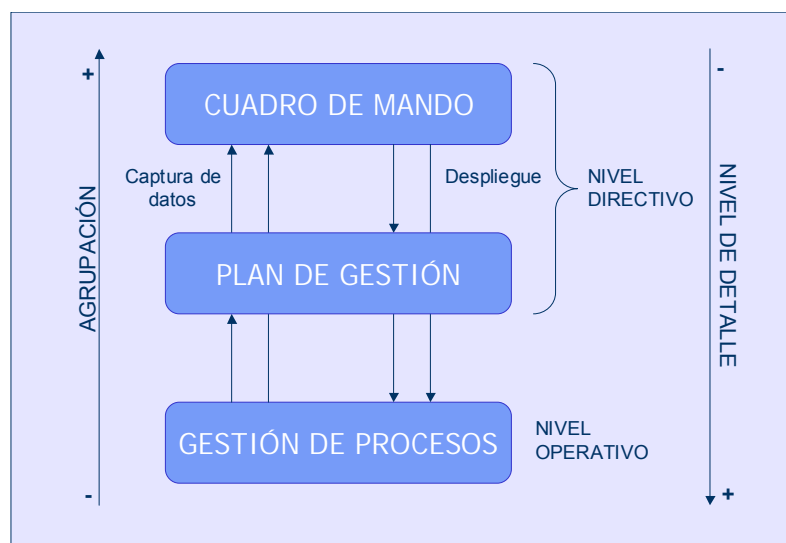 +
-
CUADRO DE MANDO
Captura de
datos
Despliegue
NIVEL
DIRECTIVO
AGRUPACIÓN
NIVEL DE DETALLE
PLAN DE GESTIÓN
GESTIÓN DE PROCESOS
NIVEL
OPERATIVO
-
+